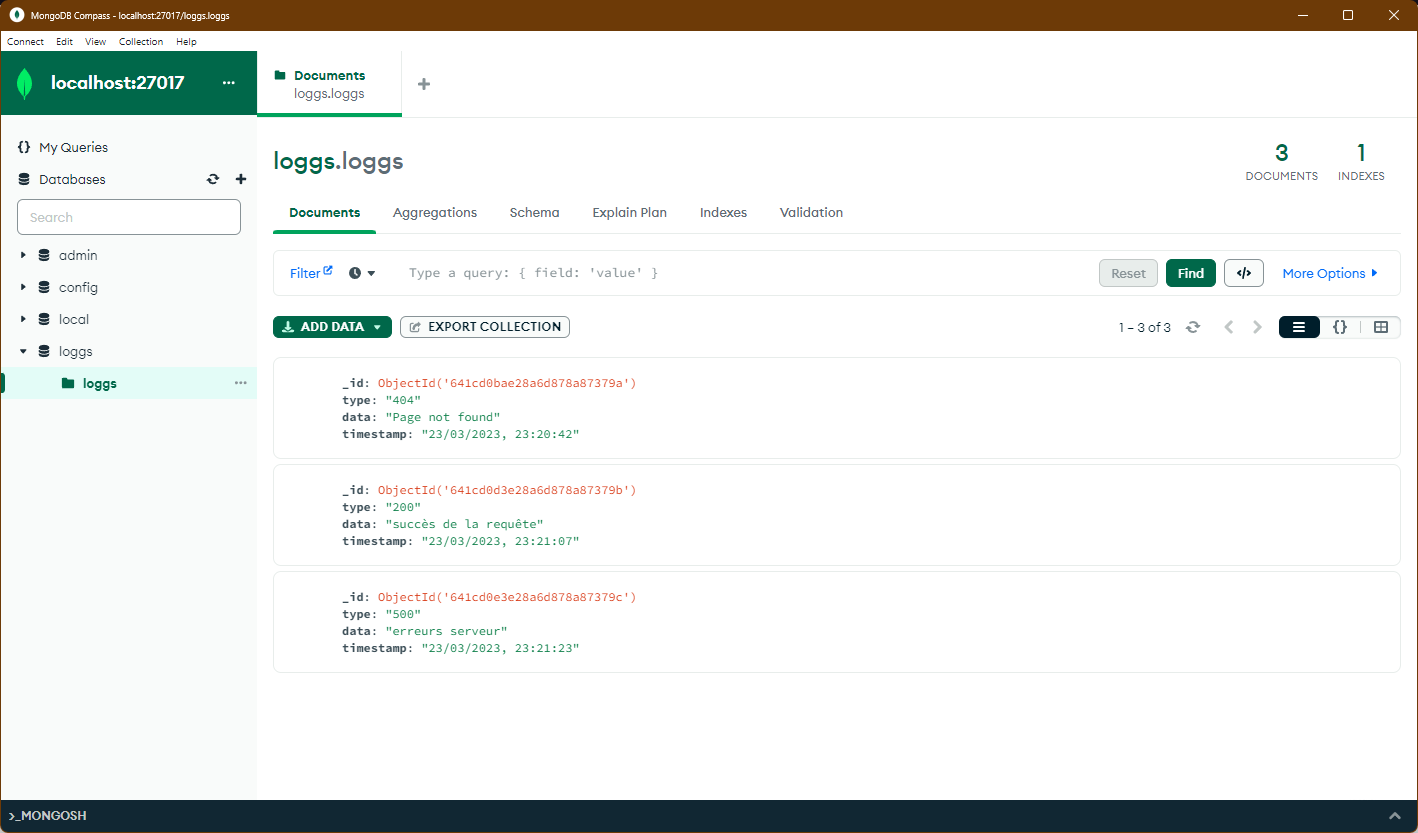 MongoDB Compass - localhost:27017/loggs.loggs
Connect Edit View Collection Help
localhost:27017 ...
Documents
loggs.loggs
{} My Queries
Databases
Search
admin
config
local
loggs
loggs ...
loggs.loggs
3
DOCUMENTS
1
INDEXES
Documents Aggregations Schema Explain Plan Indexes Validation
Filter Type a query: { field: 'value' } Reset Find </> More Options
ADD DATA EXPORT COLLECTION 1 – 3 of 3 {}
_id: ObjectId('641cd0bae28a6d878a87379a')
type: "404"
data: "Page not found"
timestamp: "23/03/2023, 23:20:42"
_id: ObjectId('641cd0d3e28a6d878a87379b')
type: "200"
data: "succès de la requête"
timestamp: "23/03/2023, 23:21:07"
_id: ObjectId('641cd0e3e28a6d878a87379c')
type: "500"
data: "erreurs serveur"
timestamp: "23/03/2023, 23:21:23"
>_MONGOSH